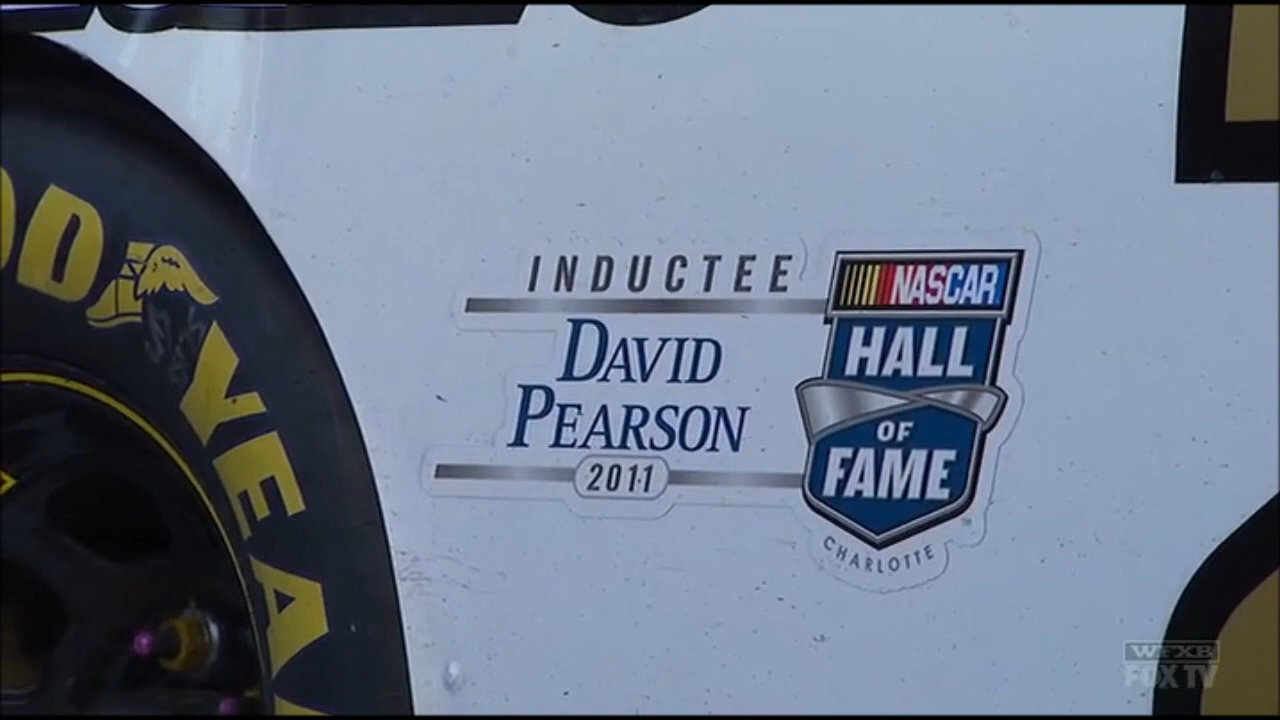 INDUCTEE
DAVID
PEARSON
2011
NASCAR
HALL
OF
FAME
CHARLOTTE
WFXB
FOX TV